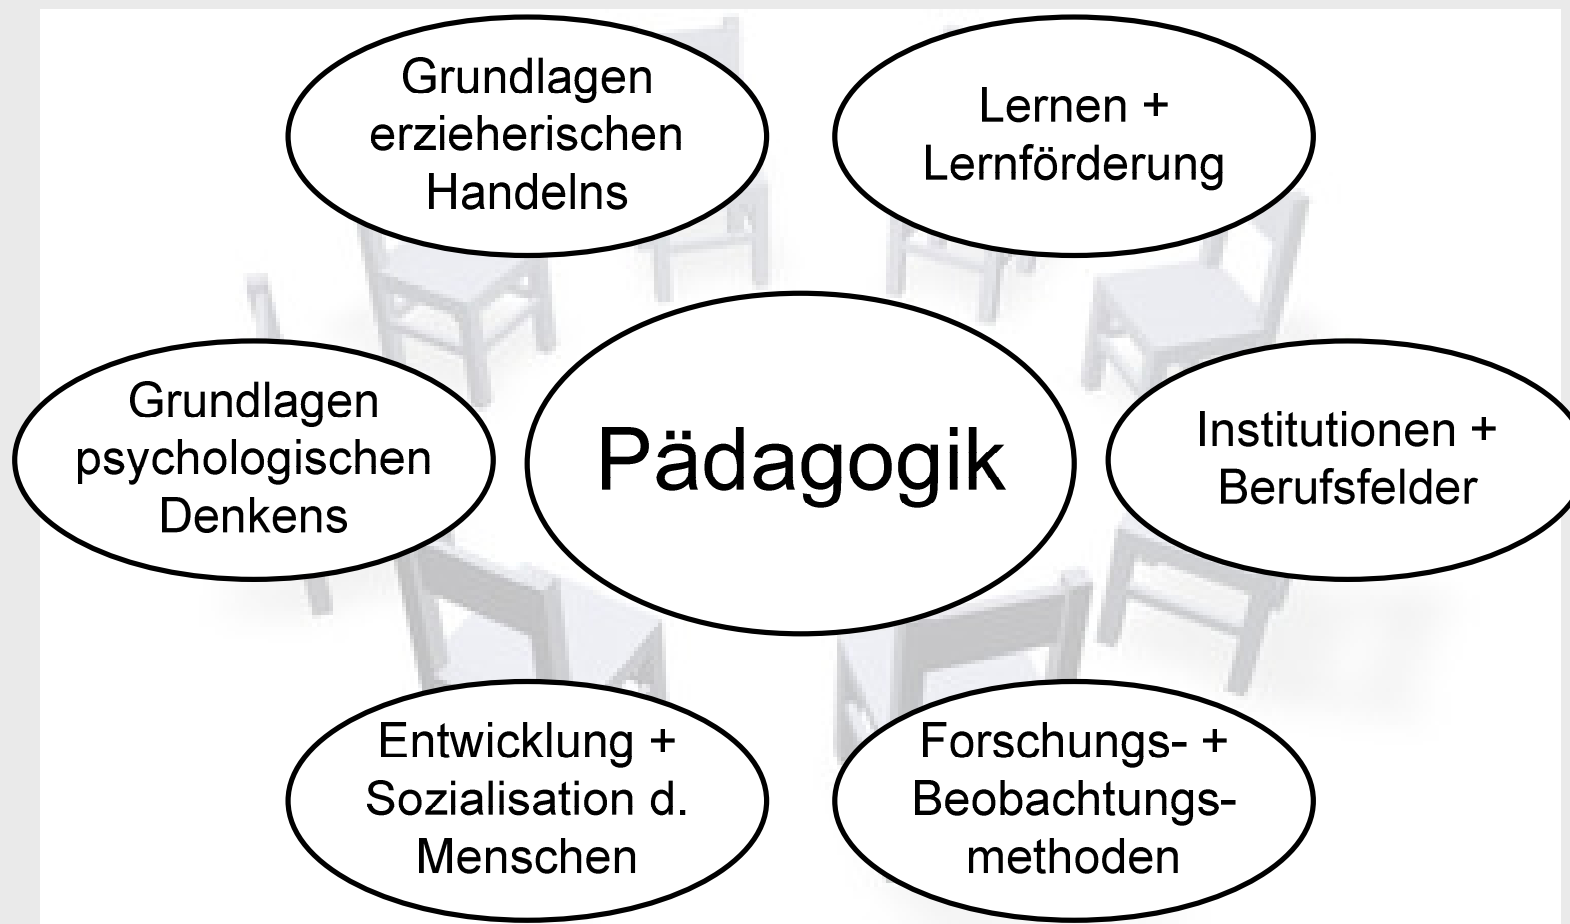 Grundlagen
erzieherischen
Handelns
Lernen +
Lernförderung
Grundlagen
psychologischen
Denkens
Pädagogik
Institutionen +
Berufsfelder
Entwicklung +
Sozialisation d.
Menschen
Forschungs- +
Beobachtungs-
methoden